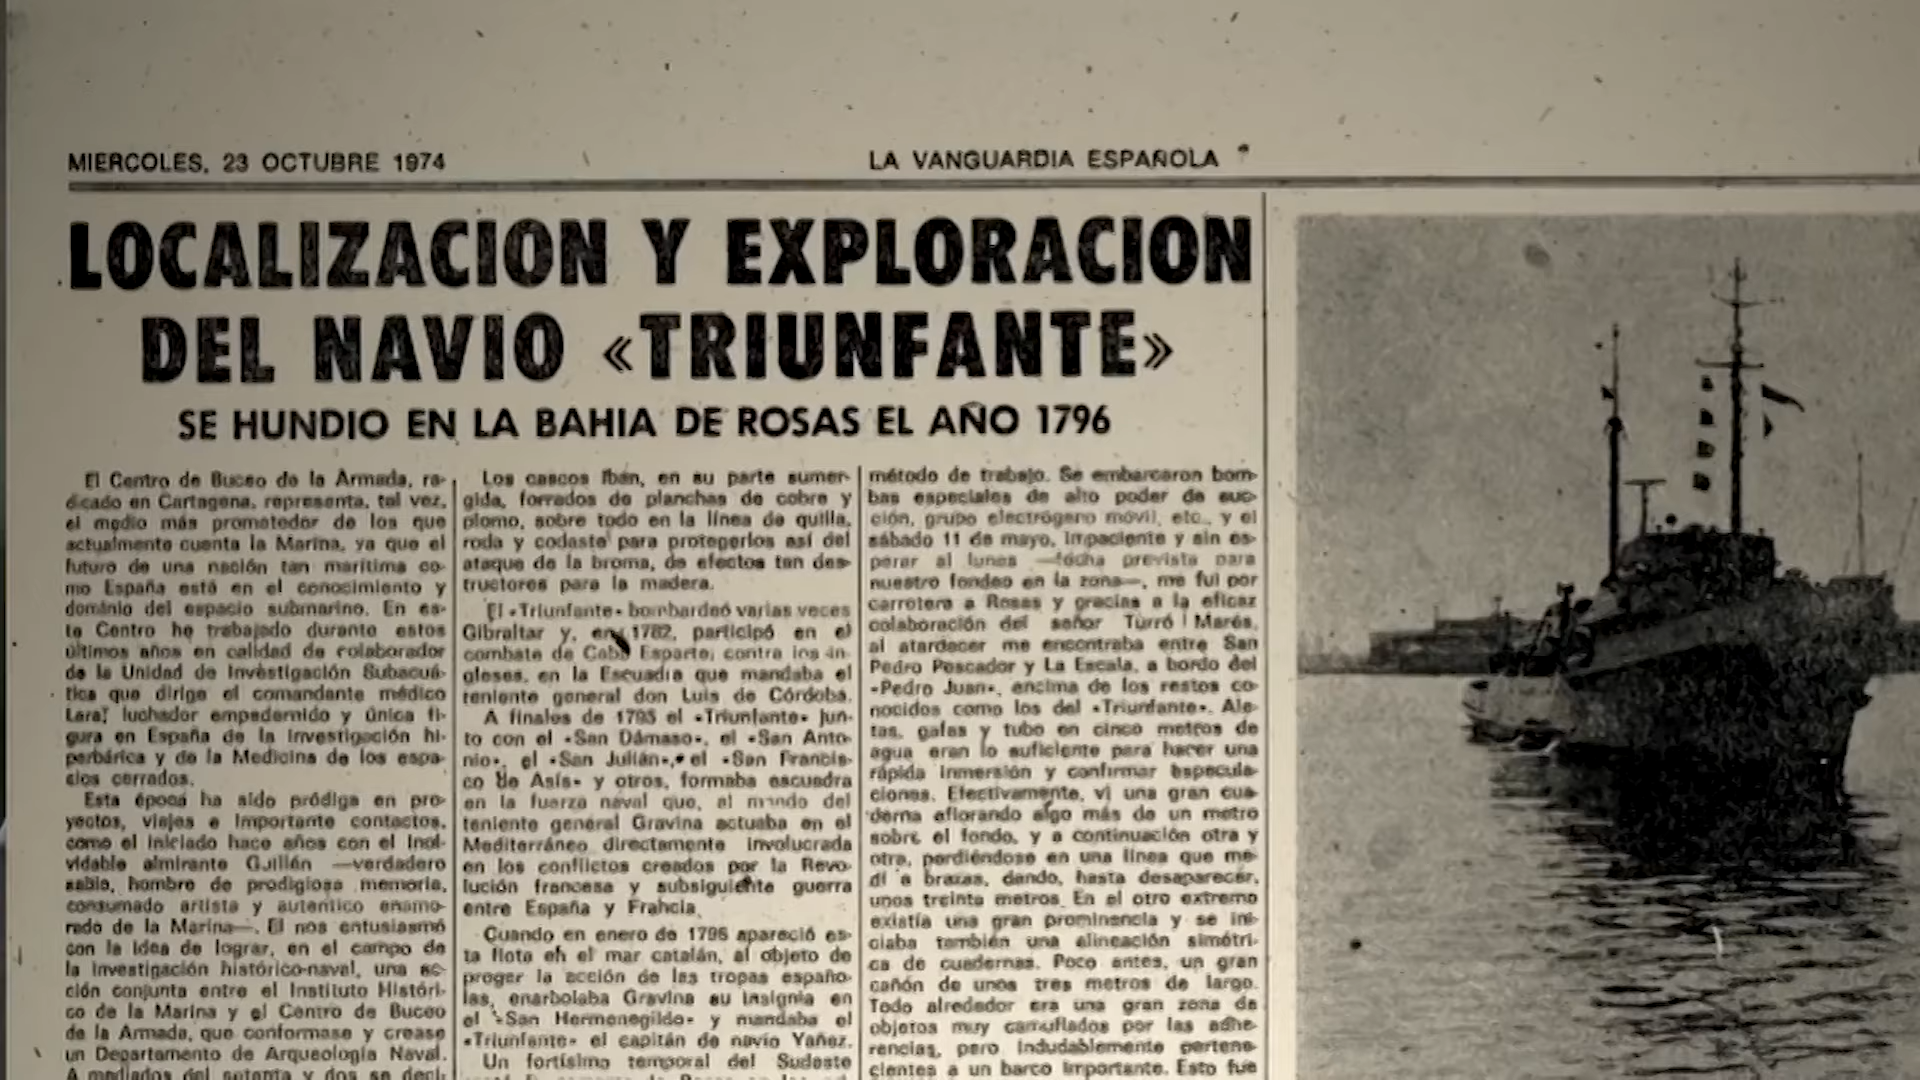 MIERCOLES, 23 OCTUBRE 1974
LA VANGUARDIA ESPAÑOLA
LOCALIZACION Y EXPLORACION
DEL NAVIO «TRIUNFANTE»
SE HUNDIO EN LA BAHIA DE ROSAS EL AÑO 1796
El Centro de Buceo de la Armada, ra-
dicado en Cartagena, representa, tal vez,
el medio más prometedor de los que
actualmente cuenta la Marina, ya que el
futuro de una nación tan marítima co-
mo España está en el conocimiento y
dominio del espacio submarino. En es-
te Centro he trabajado durante estos
últimos años en calidad de colaborador
de la Unidad de Investigación Subacuá-
tica que dirige el comandante médico
Lara, luchador empedernido y única fi-
gura en España de la investigación hi-
perbárica y de la Medicina de los espa-
cios cerrados.
Esta época ha sido pródiga en pro-
yectos, viajes e importante contactos,
como el iniciado hace años con el inol-
vidable almirante Guillén —verdadero
sabio, hombre de prodigiosa memoria,
consumado artista y autentico enamo-
rado de la Marina—. El nos entusiasmó
con la idea de lograr, en el campo de
la investigación histórico-naval, una ac-
ción conjunta entre el Instituto Históri-
co de la Marina y el Centro de Buceo
de la Armada, que conformase y crease
un Departamento de Arqueología Naval.
A mediados del setenta y dos se deci-
Los cascos iban, en su parte sumer-
gida, forrados de planchas de cobre y
plomo, sobre todo en la línea de quilla,
roda y codaste para protegerlos así del
ataque de la broma, de efectos tan des-
tructores para la madera.
El «Triunfante» bombardeó varias veces
Gibraltar y, en 1782, participó en el
combate de Cabo Esparte, contra los in-
gleses, en la Escuadra que mandaba el
teniente general don Luis de Córdoba.
A finales de 1795 el «Triunfante» jun-
to con el «San Dámaso», el «San Anto-
nio», el «San Julián», el «San Francis-
co de Asís» y otros, formaba escuadra
en la fuerza naval que, al mando del
teniente general Gravina actuaba en el
Mediterráneo directamente involucrada
en los conflictos creados por la Revo-
lución francesa y subsiguiente guerra
entre España y Francia.
Cuando en enero de 1796 apareció es-
ta flota en el mar catalán, al objeto de
proger la acción de las tropas españo-
las, enarbolaba Gravina su insignia en
el «San Hermenegildo» y mandaba el
«Triunfante» el capitán de navío Yañez.
Un fortísimo temporal del Sudeste
método de trabajo. Se embarcaron bom-
bas especiales de alto poder de suc-
ción, grupo electrógeno móvil, etc., y el
sábado 11 de mayo, impaciente y sin es-
perar al lunes —fecha prevista para
nuestro fondeo en la zona—, me fui por
carretera a Rosas y gracias a la eficaz
colaboración del señor Turró i Marés,
al atardecer me encontraba entre San
Pedro Pescador y La Escala, a bordo del
«Pedro Juan», encima de los restos co-
nocidos como los del «Triunfante». Ale-
tas, gafas y tubo en cinco metros de
agua eran lo suficiente para hacer una
rápida inmersión y confirmar especula-
ciones. Efectivamente, vi una gran cua-
derna aflorando algo más de un metro
sobre el fondo, y a continuación otra y
otra, perdiéndose en una línea que me-
dí a brazas, dando, hasta desaparecer,
unos treinta metros. En el otro extremo
existía una gran prominencia y se ini-
ciaba también una alineación simétri-
ca de cuadernas. Poco antes, un gran
cañón de unos tres metros de largo.
Todo alrededor era una gran zona de
objetos muy camuflados por las adhe-
rencias, pero indudablemente pertene-
cientes a un barco importante. Esto fue